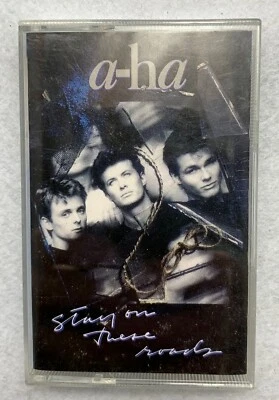 a-ha
stay on
these
roads